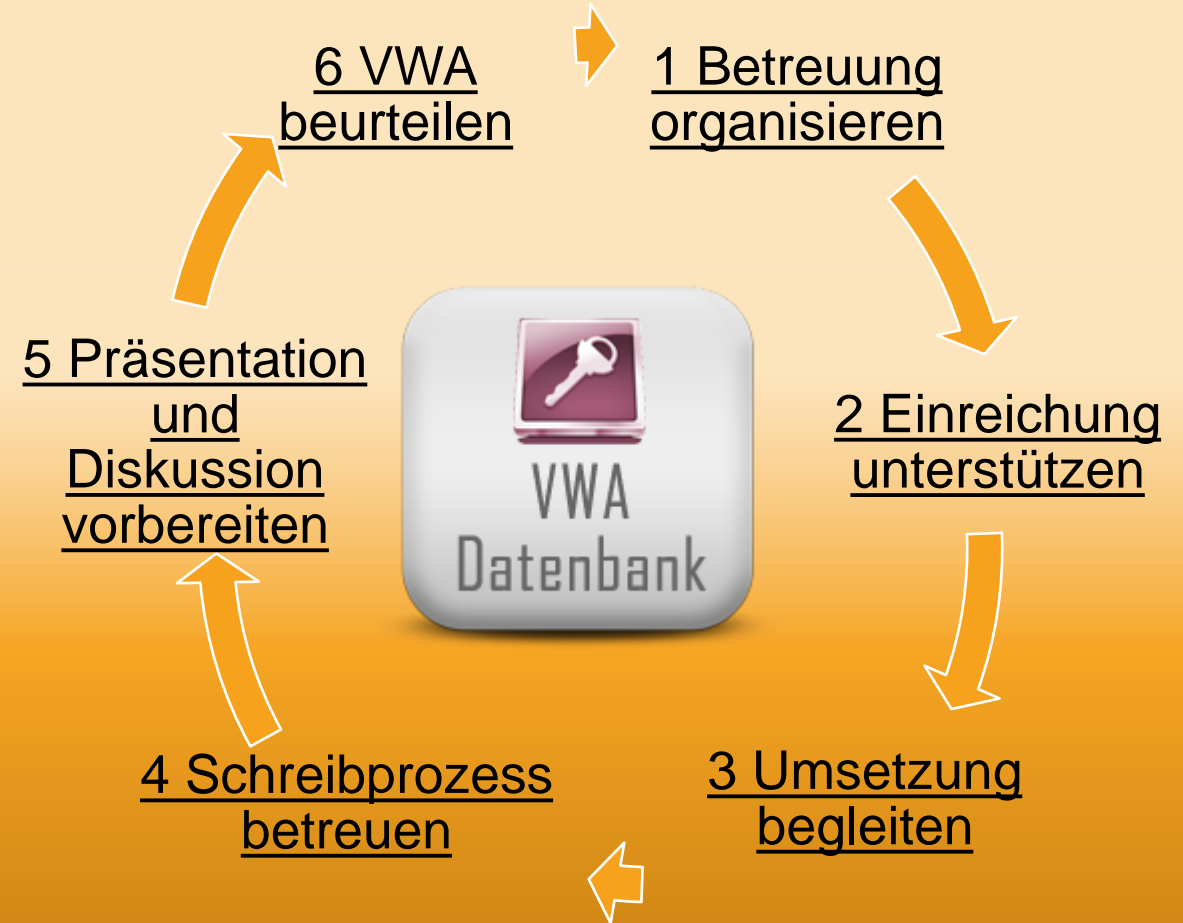 6 VWA
beurteilen
1 Betreuung
organisieren
2 Einreichung
unterstützen
3 Umsetzung
begleiten
4 Schreibprozess
betreuen
5 Präsentation
und
Diskussion
vorbereiten
VWA
Datenbank